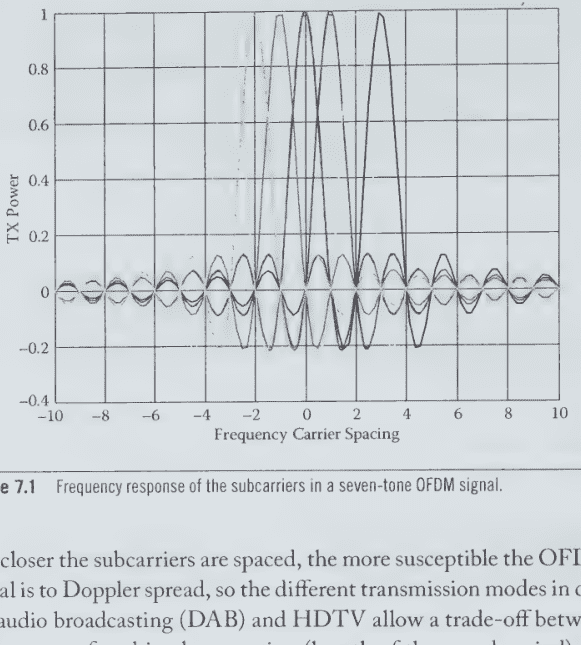 1
0.8
0.6
0.4
0.2
0
−0.2
−0.4
TX Power
−10 −8 −6 −4 −2 0 2 4 6 8 10
Frequency Carrier Spacing
e 7.1 Frequency response of the subcarriers in a seven-tone OFDM signal.
closer the subcarriers are spaced, the more susceptible the OFD
al is to Doppler spread, so the different transmission modes in d
audio broadcasting (DAB) and HDTV allow a trade-off betw